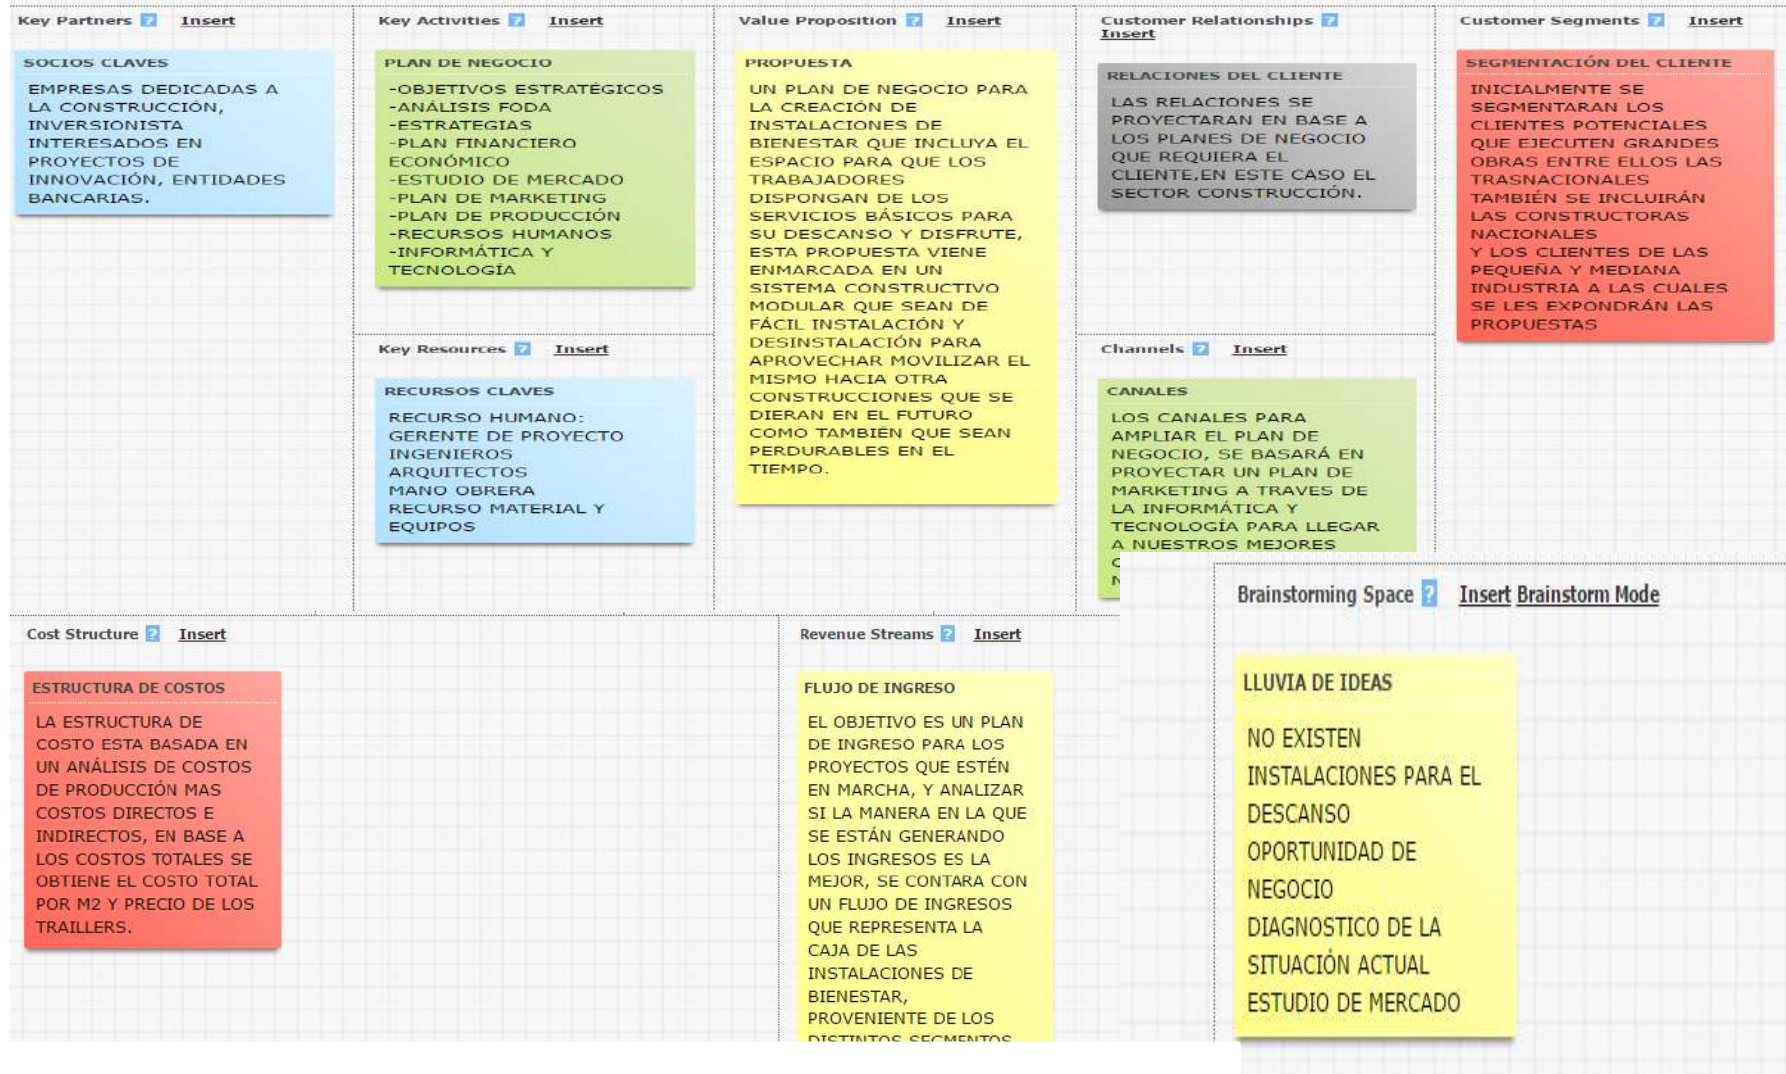 Key Partners ? Insert
SOCIOS CLAVES
EMPRESAS DEDICADAS A
LA CONSTRUCCIÓN,
INVERSIONISTA
INTERESADOS EN
PROYECTOS DE
INNOVACIÓN, ENTIDADES
BANCARIAS.
Key Activities ? Insert
PLAN DE NEGOCIO
-OBJETIVOS ESTRATÉGICOS
-ANÁLISIS FODA
-ESTRATEGIAS
-PLAN FINANCIERO
ECONÓMICO
-ESTUDIO DE MERCADO
-PLAN DE MARKETING
-PLAN DE PRODUCCIÓN
-RECURSOS HUMANOS
-INFORMÁTICA Y
TECNOLOGÍA
Key Resources ? Insert
RECURSOS CLAVES
RECURSO HUMANO:
GERENTE DE PROYECTO
INGENIEROS
ARQUITECTOS
MANO OBRERA
RECURSO MATERIAL Y
EQUIPOS
Value Proposition ? Insert
PROPUESTA
UN PLAN DE NEGOCIO PARA
LA CREACIÓN DE
INSTALACIONES DE
BIENESTAR QUE INCLUYA EL
ESPACIO PARA QUE LOS
TRABAJADORES
DISPONGAN DE LOS
SERVICIOS BÁSICOS PARA
SU DESCANSO Y DISFRUTE,
ESTA PROPUESTA VIENE
ENMARCADA EN UN
SISTEMA CONSTRUCTIVO
MODULAR QUE SEAN DE
FÁCIL INSTALACIÓN Y
DESINSTALACIÓN PARA
APROVECHAR MOVILIZAR EL
MISMO HACIA OTRA
CONSTRUCCIONES QUE SE
DIERAN EN EL FUTURO
COMO TAMBIÉN QUE SEAN
PERDURABLES EN EL
TIEMPO.
Customer Relationships ?
Insert
RELACIONES DEL CLIENTE
LAS RELACIONES SE
PROYECTARAN EN BASE A
LOS PLANES DE NEGOCIO
QUE REQUIERA EL
CLIENTE,EN ESTE CASO EL
SECTOR CONSTRUCCIÓN.
Channels ? Insert
CANALES
LOS CANALES PARA
AMPLIAR EL PLAN DE
NEGOCIO, SE BASARÁ EN
PROYECTAR UN PLAN DE
MARKETING A TRAVES DE
LA INFORMÁTICA Y
TECNOLOGÍA PARA LLEGAR
A NUESTROS MEJORES
Customer Segments ? Insert
SEGMENTACIÓN DEL CLIENTE
INICIALMENTE SE
SEGMENTARAN LOS
CLIENTES POTENCIALES
QUE EJECUTEN GRANDES
OBRAS ENTRE ELLOS LAS
TRASNACIONALES
TAMBIÉN SE INCLUIRÁN
LAS CONSTRUCTORAS
NACIONALES
Y LOS CLIENTES DE LAS
PEQUEÑA Y MEDIANA
INDUSTRIA A LAS CUALES
SE LES EXPONDRÁN LAS
PROPUESTAS
Cost Structure ? Insert
ESTRUCTURA DE COSTOS
LA ESTRUCTURA DE
COSTO ESTA BASADA EN
UN ANÁLISIS DE COSTOS
DE PRODUCCIÓN MAS
COSTOS DIRECTOS E
INDIRECTOS, EN BASE A
LOS COSTOS TOTALES SE
OBTIENE EL COSTO TOTAL
POR M2 Y PRECIO DE LOS
TRAILLERS.
Revenue Streams ? Insert
FLUJO DE INGRESO
EL OBJETIVO ES UN PLAN
DE INGRESO PARA LOS
PROYECTOS QUE ESTÉN
EN MARCHA, Y ANALIZAR
SI LA MANERA EN LA QUE
SE ESTÁN GENERANDO
LOS INGRESOS ES LA
MEJOR, SE CONTARA CON
UN FLUJO DE INGRESOS
QUE REPRESENTA LA
CAJA DE LAS
INSTALACIONES DE
BIENESTAR,
PROVENIENTE DE LOS
DISTINTOS SEGMENTOS
Brainstorming Space ? Insert Brainstorm Mode
LLUVIA DE IDEAS
NO EXISTEN
INSTALACIONES PARA EL
DESCANSO
OPORTUNIDAD DE
NEGOCIO
DIAGNOSTICO DE LA
SITUACIÓN ACTUAL
ESTUDIO DE MERCADO